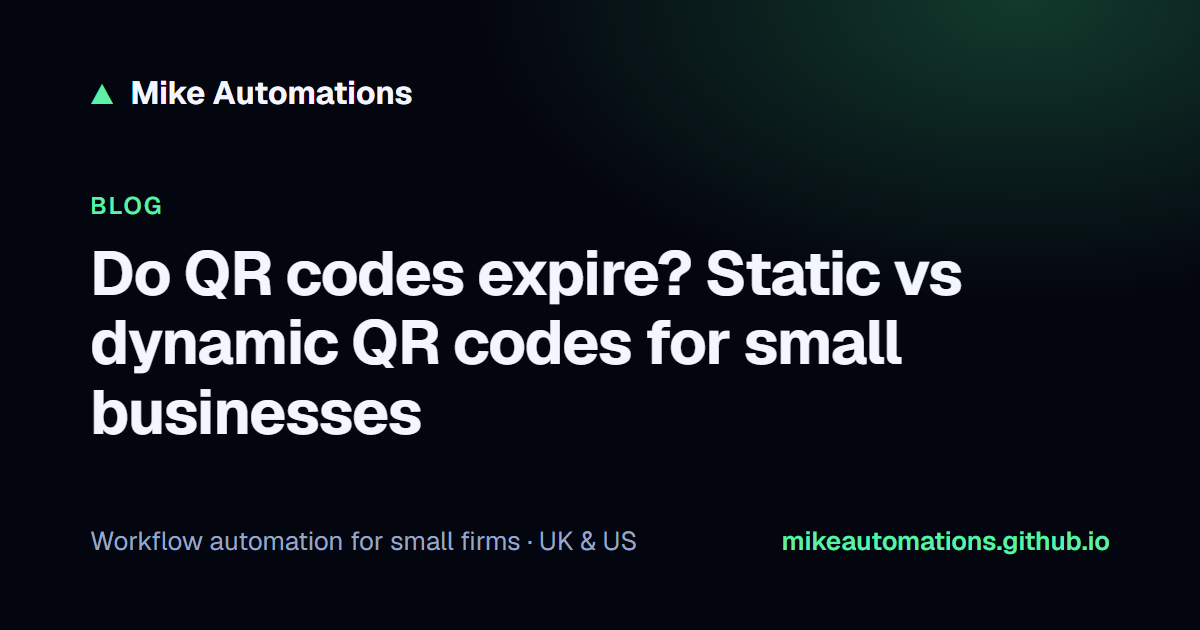 Mike Automations
BLOG
Do QR codes expire? Static vs
dynamic QR codes for small
businesses
Workflow automation for small firms · UK & US
mikeautomations.github.io